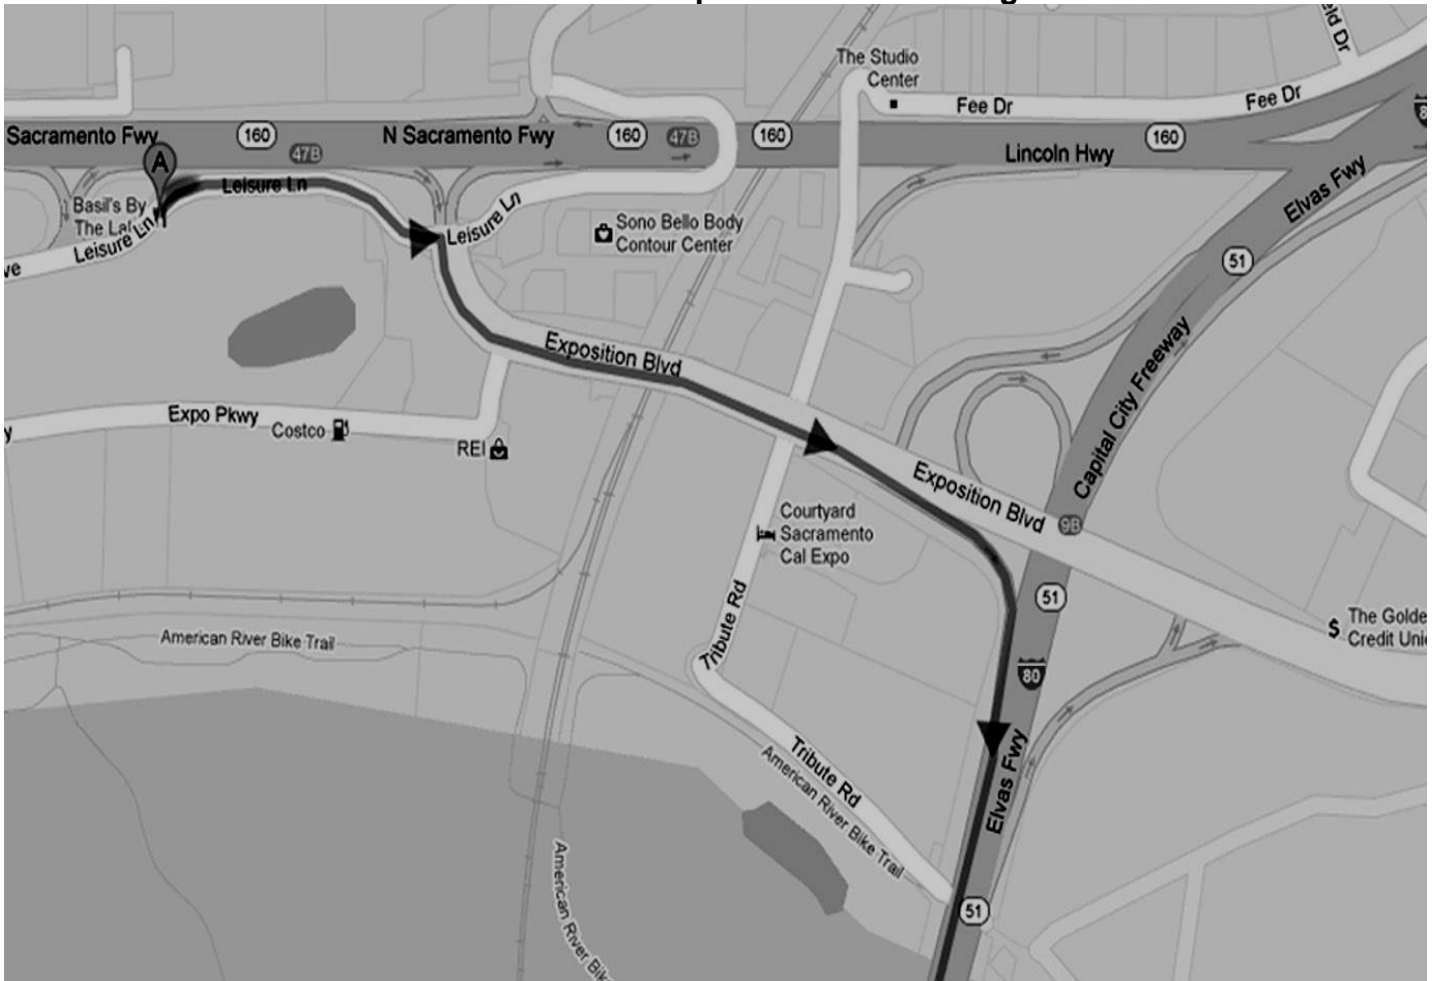 Sacramento Fwy
160
47B
N Sacramento Fwy
160
47B
160
The Studio
Center
Fee Dr
Fee Dr
160
Lincoln Hwy
Elvas Fwy
51
A
Leisure Ln
Basil's By
Leisure Ln
Leisure Ln
Sono Bello Body
Contour Center
Capital City Freeway
Exposition Blvd
Expo Pkwy
Costco
REI
Exposition Blvd
9B
Courtyard
Sacramento
Cal Expo
51
80
Tribute Rd
American River Bike Trail
Tribute Rd
American River Bike Trail
Elvas Fwy
51
American River Bik
The Golde
Credit Uni
$